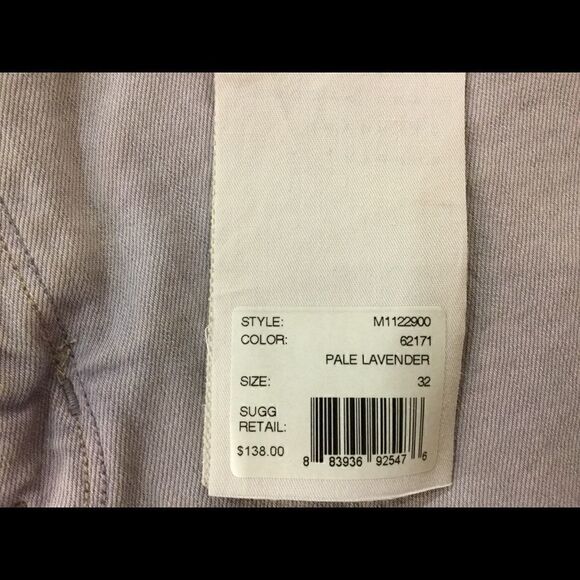 STYLE: M1122900
COLOR: 62171
PALE LAVENDER
SIZE: 32
SUGG
RETAIL:
$138.00
8 83936 92547 6